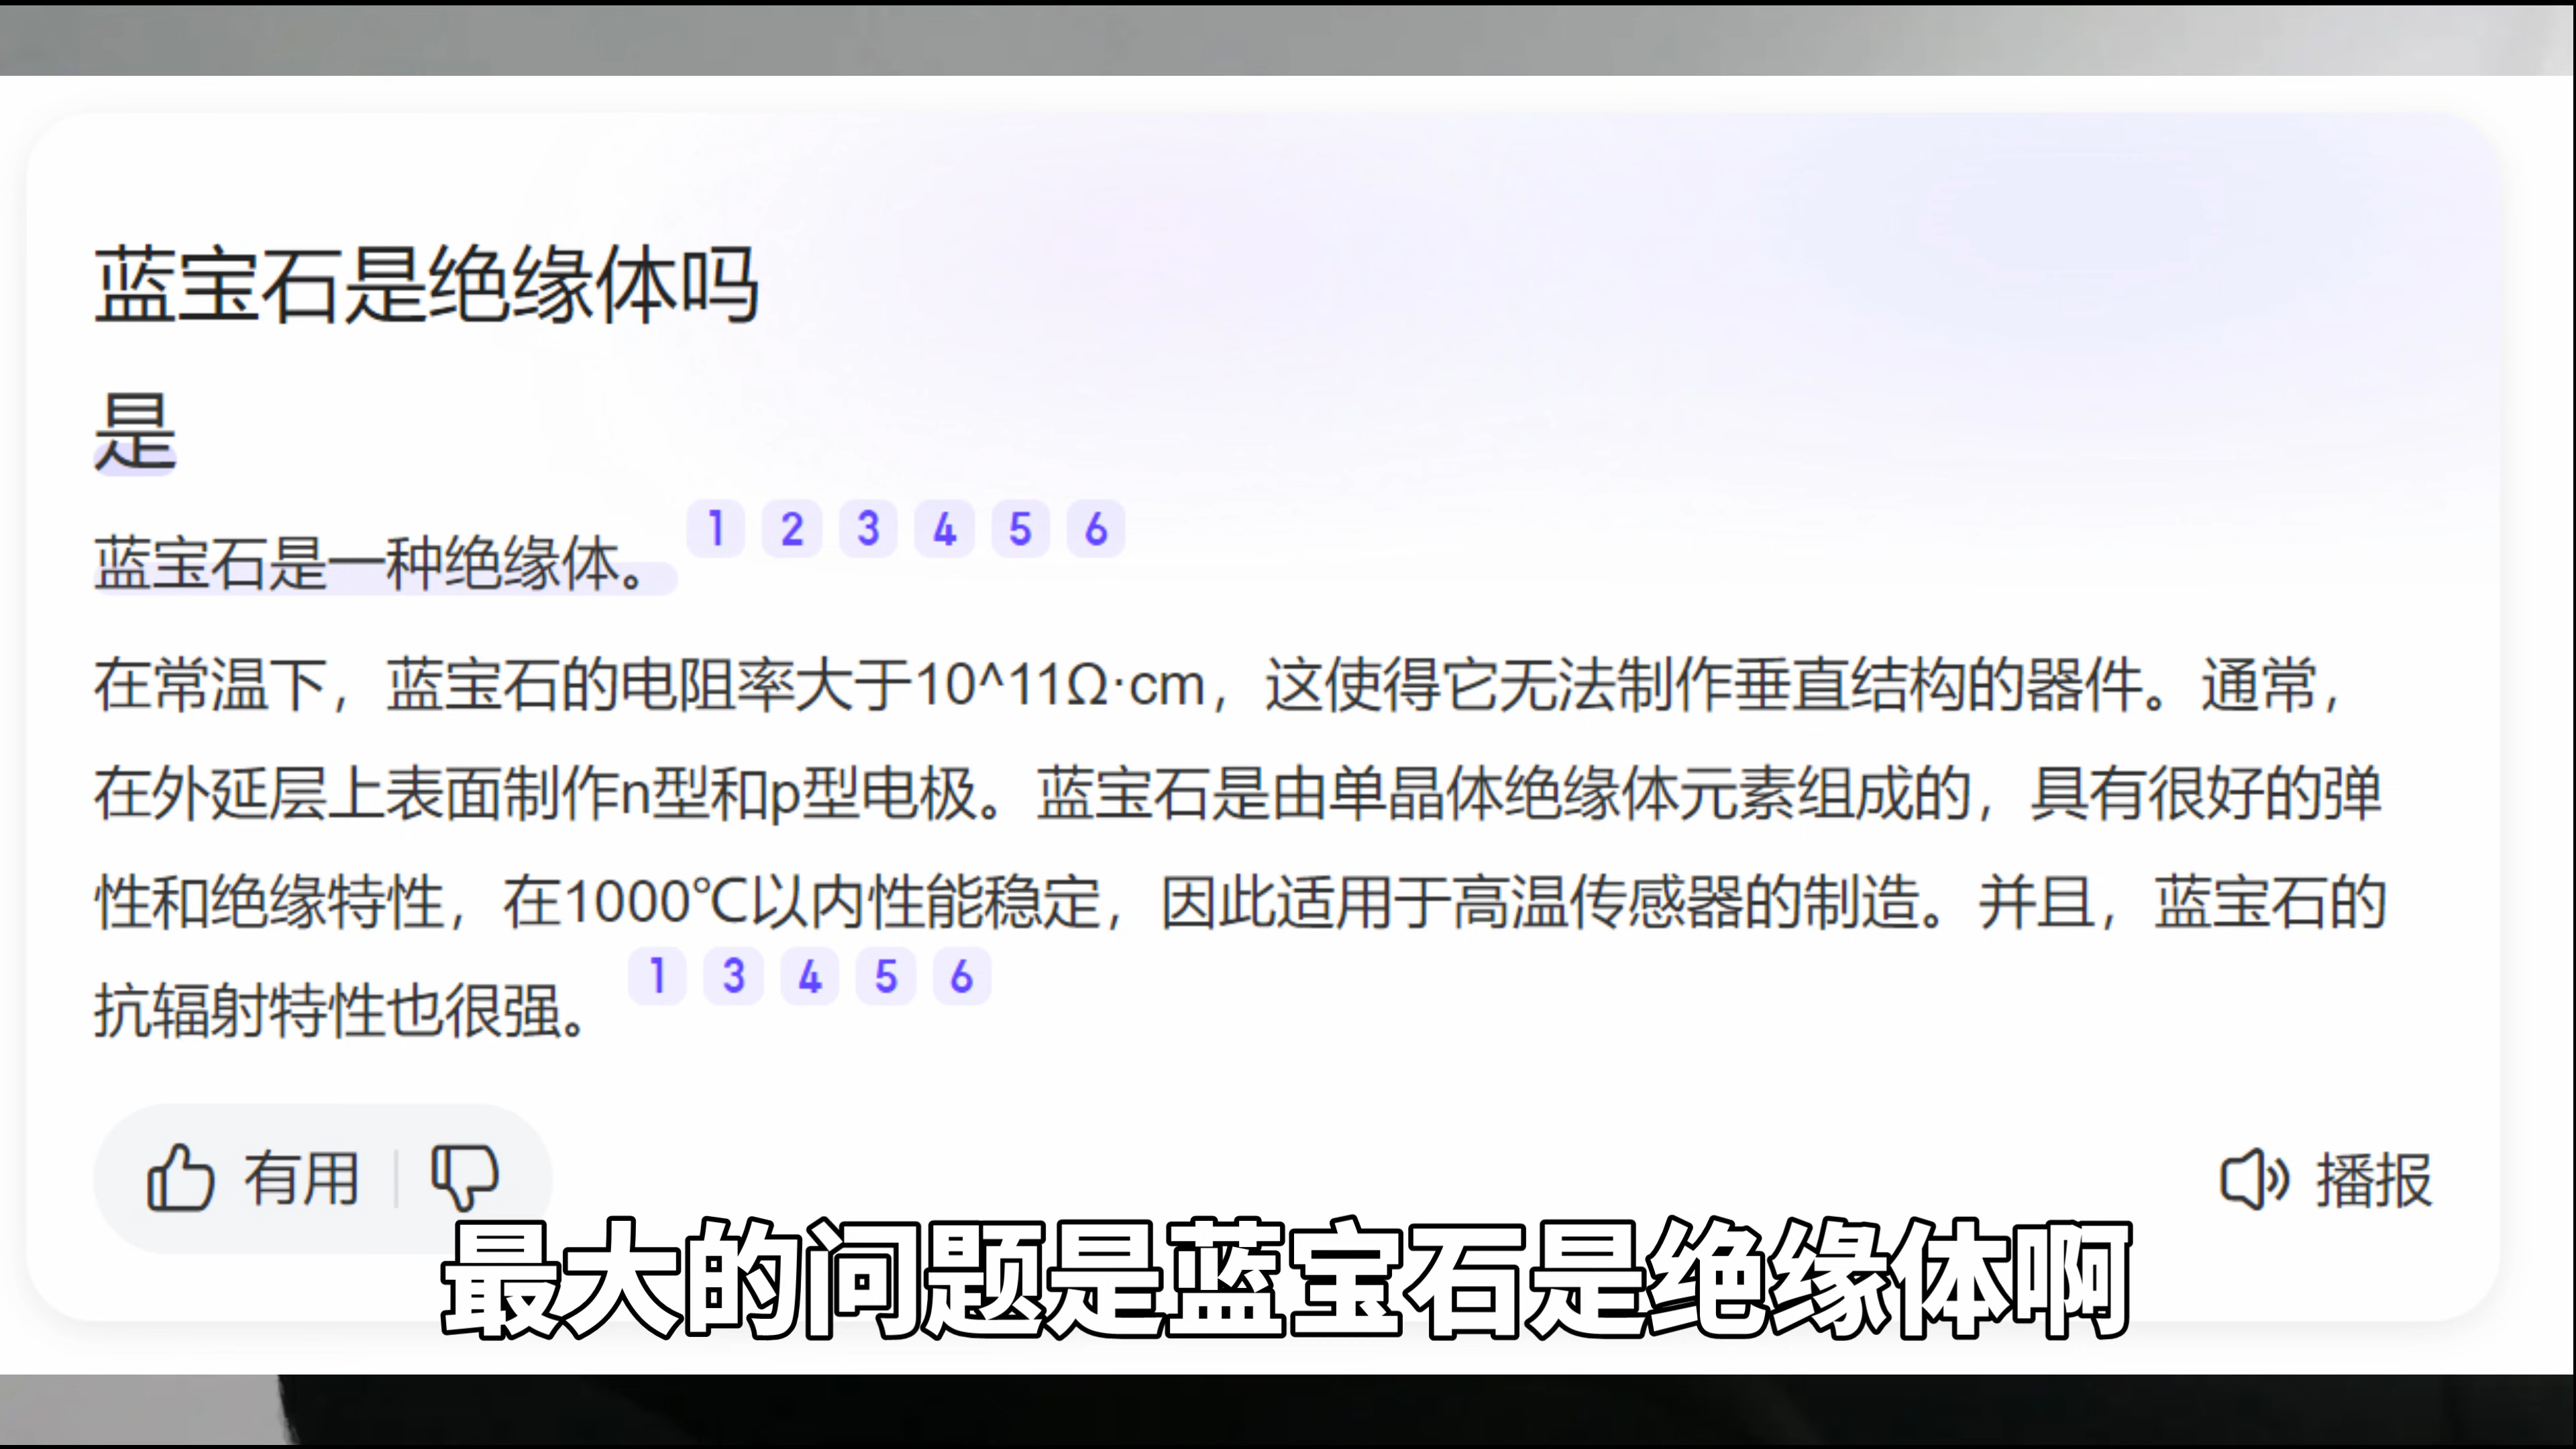 蓝宝石是绝缘体吗
是
蓝宝石是一种绝缘体。 1 2 3 4 5 6
在常温下，蓝宝石的电阻率大于10^11Ω·cm，这使得它无法制作垂直结构的器件。通常，
在外延层上表面制作n型和p型电极。蓝宝石是由单晶体绝缘体元素组成的，具有很好的弹
性和绝缘特性，在1000℃以内性能稳定，因此适用于高温传感器的制造。并且，蓝宝石的
抗辐射特性也很强。 1 3 4 5 6
有用 播报
最大的问题是蓝宝石是绝缘体啊